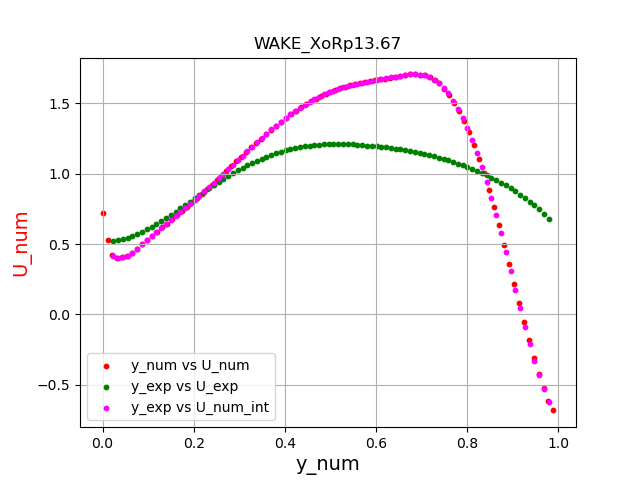 WAKE_XoRp13.67
U_num
1.5
1.0
0.5
0.0
−0.5
y_num vs U_num
y_exp vs U_exp
y_exp vs U_num_int
0.0 0.2 0.4 0.6 0.8 1.0
y_num